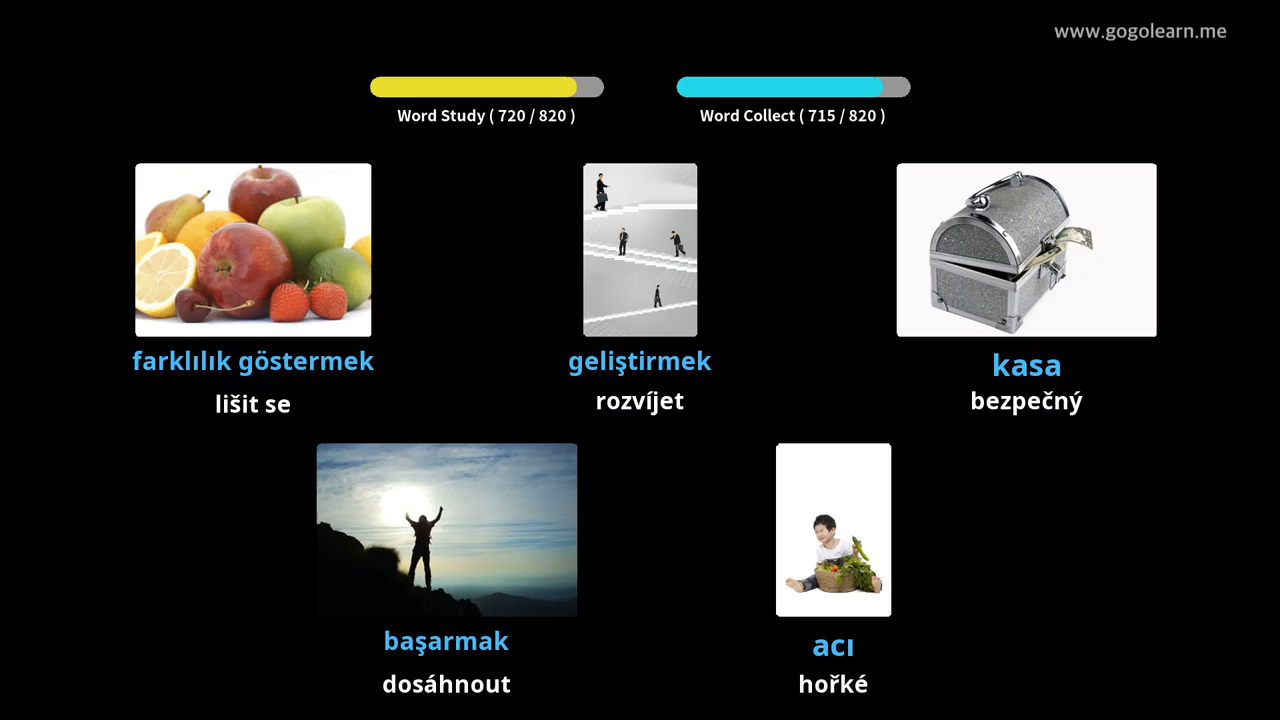 www.gogolearn.me
Word Study ( 720 / 820 )
Word Collect ( 715 / 820 )
farklılık göstermek
lišit se
geliştirmek
rozvíjet
kasa
bezpečný
başarmak
dosáhnout
acı
hořké